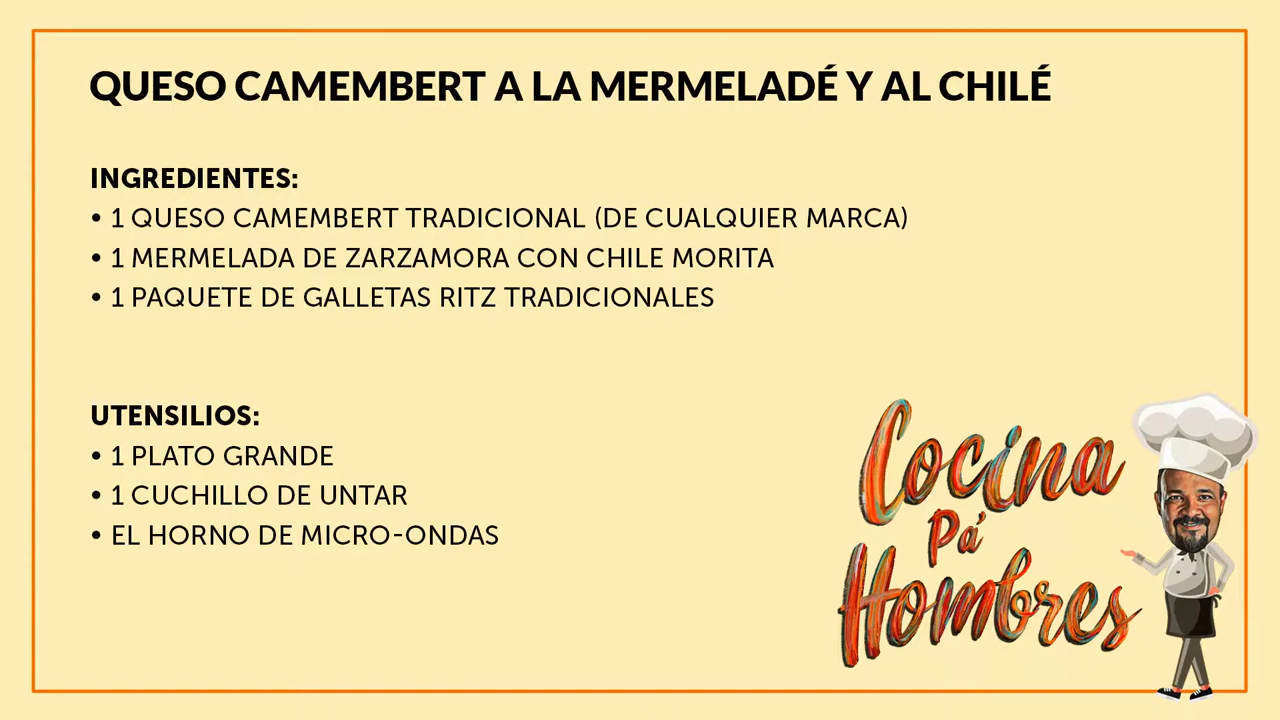 QUESO CAMEMBERT A LA MERMELADÉ Y AL CHILÉ
INGREDIENTES:
• 1 QUESO CAMEMBERT TRADICIONAL (DE CUALQUIER MARCA)
• 1 MERMELADA DE ZARZAMORA CON CHILE MORITA
• 1 PAQUETE DE GALLETAS RITZ TRADICIONALES
UTENSILIOS:
• 1 PLATO GRANDE
• 1 CUCHILLO DE UNTAR
• EL HORNO DE MICRO-ONDAS
Cocina
Pá'
Hombres